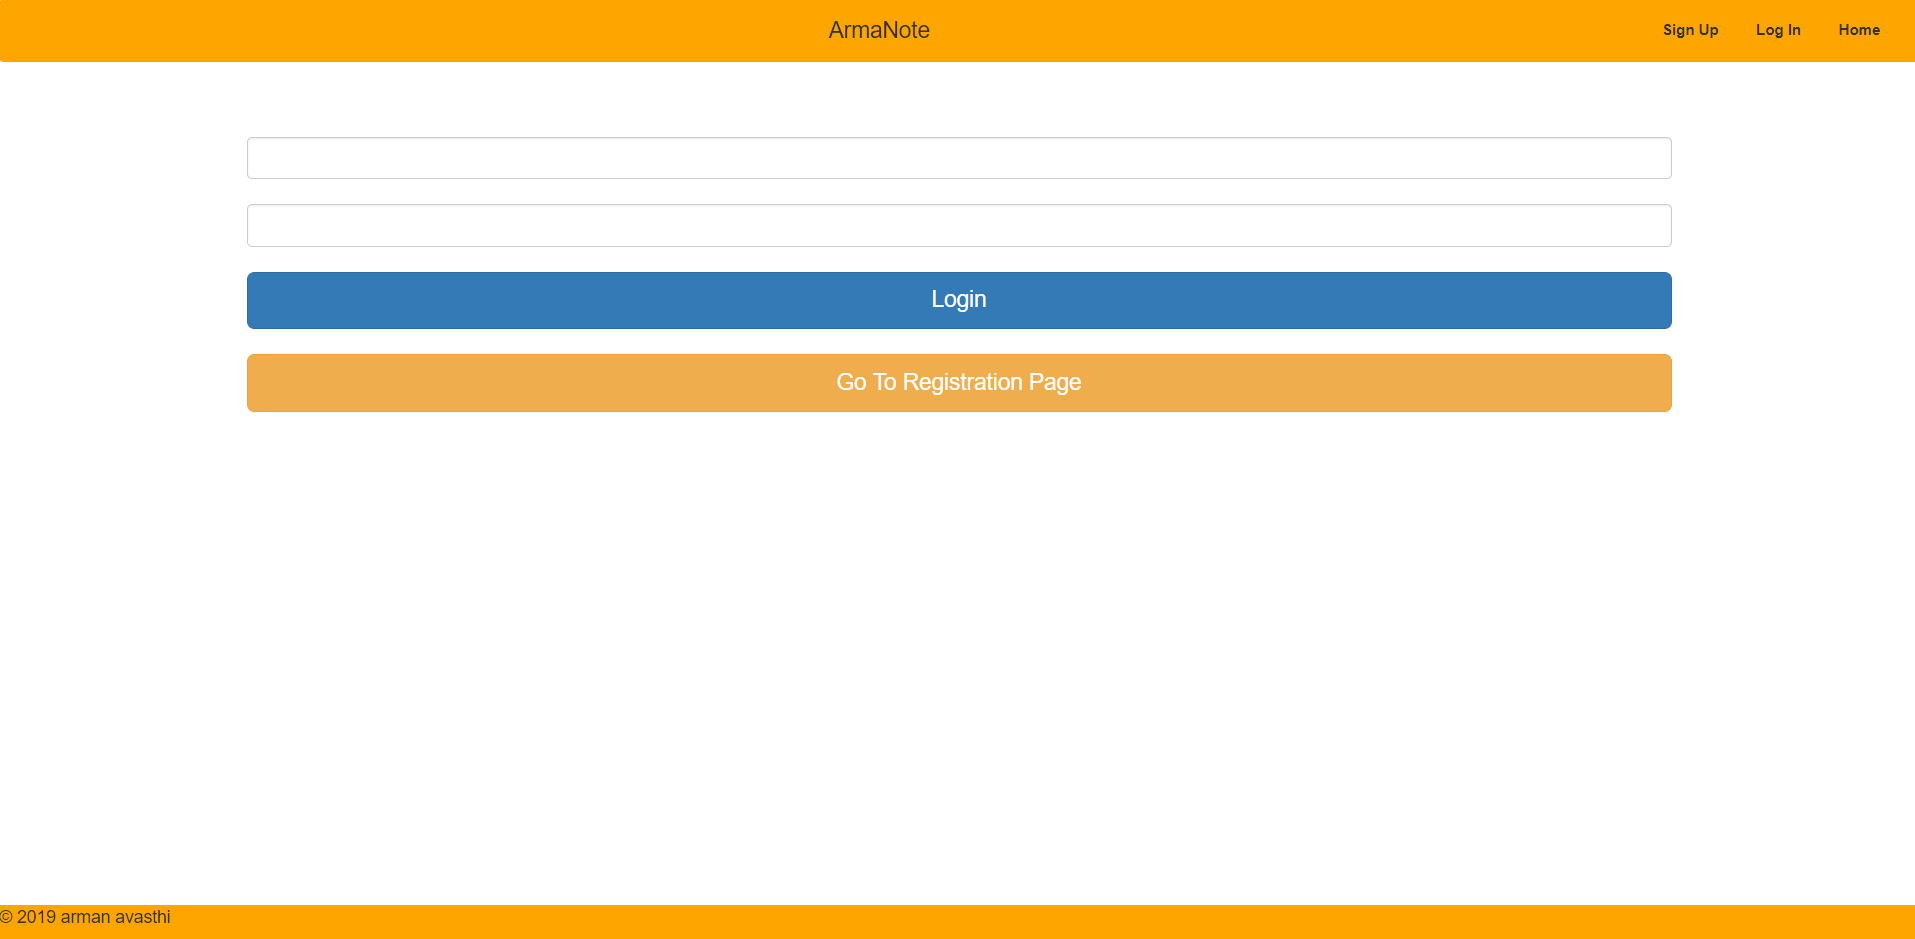 ArmaNote
Sign Up Log In Home
Login
Go To Registration Page
© 2019 arman avasthi